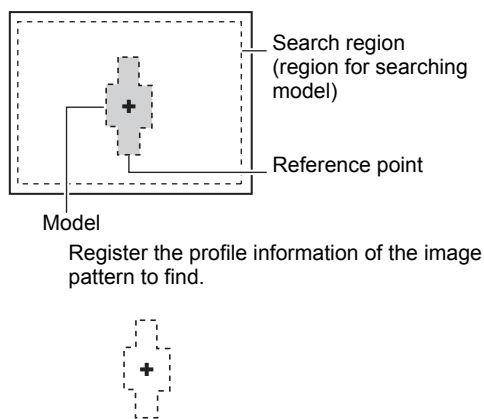 Search region
(region for searching
model)
Reference point
Model
Register the profile information of the image
pattern to find.